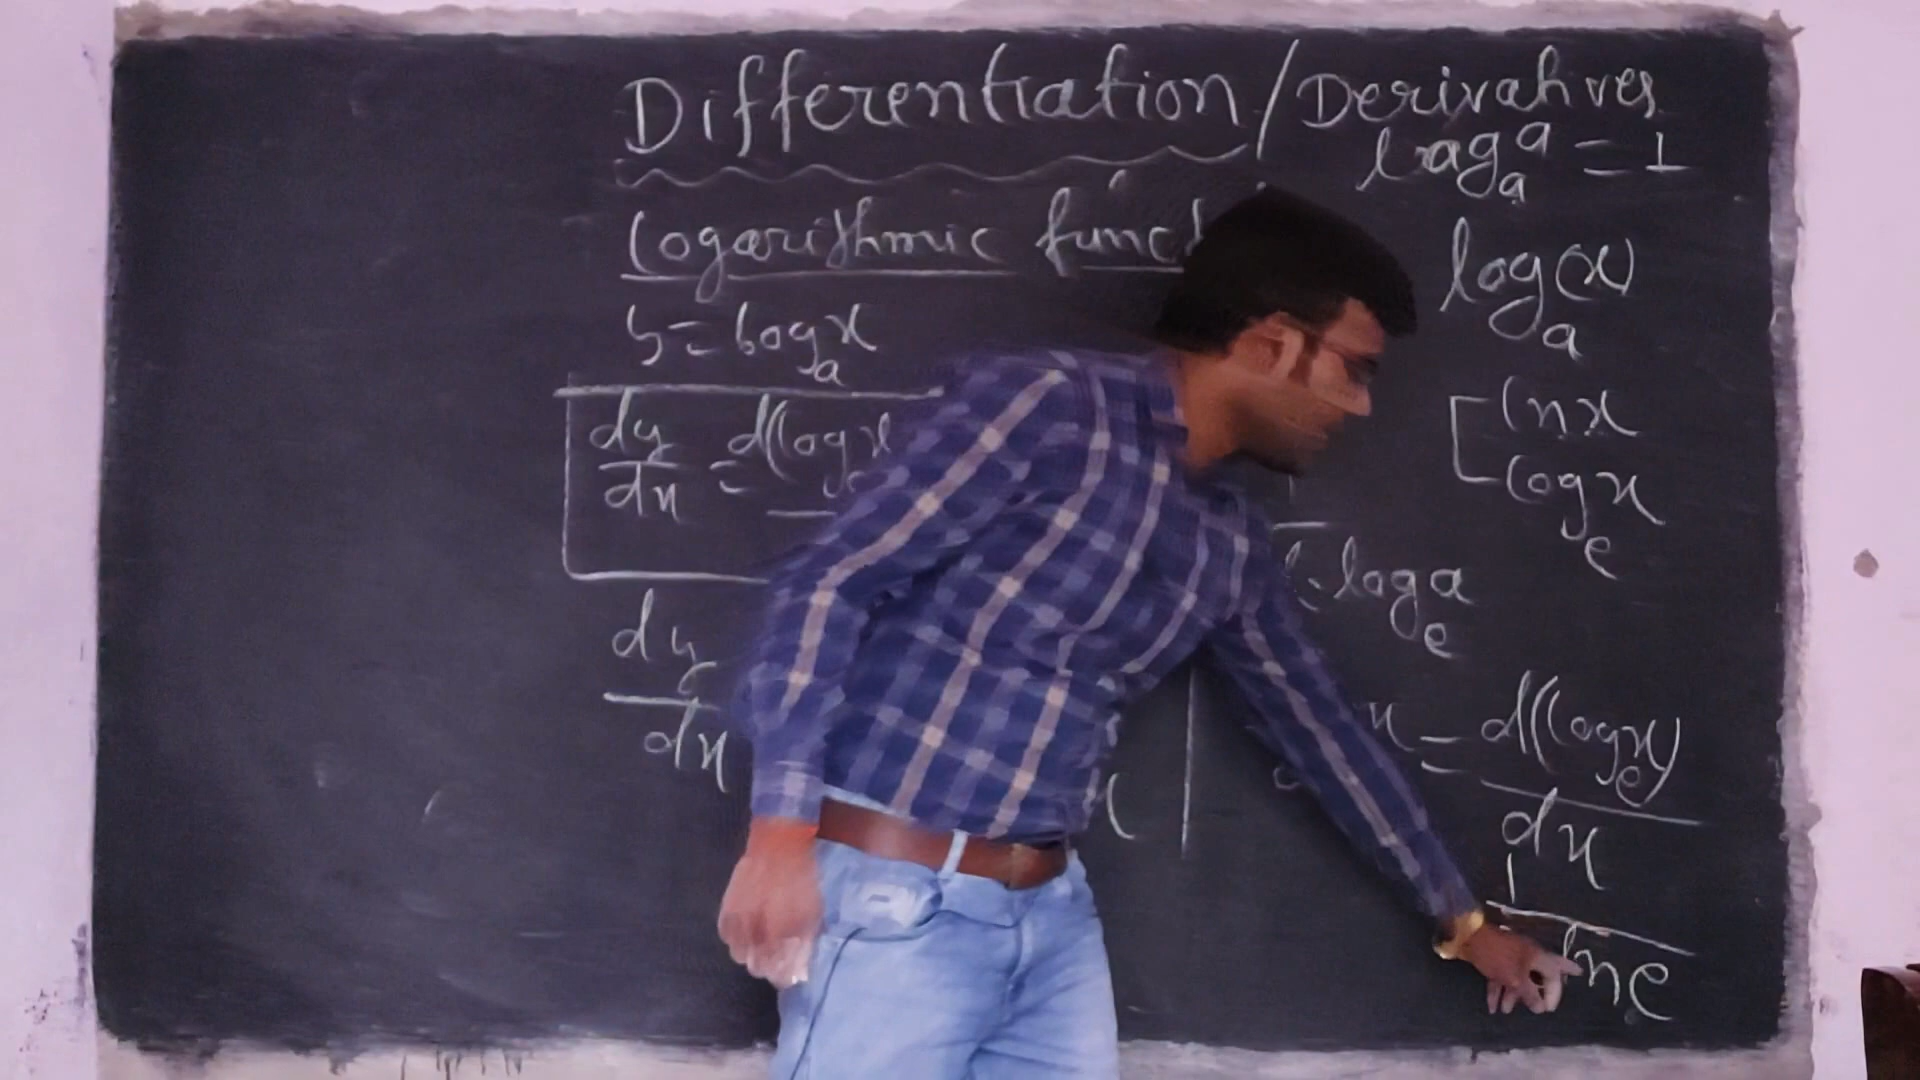 Differentiation / Derivatives
log_a a = 1
Logarithmic
y = log_a x
log_a (x)
dy/dx = d(log x
ln x
log_e x
log_e a
dy
dx
x = d(log_e x)/dx
1
ln e